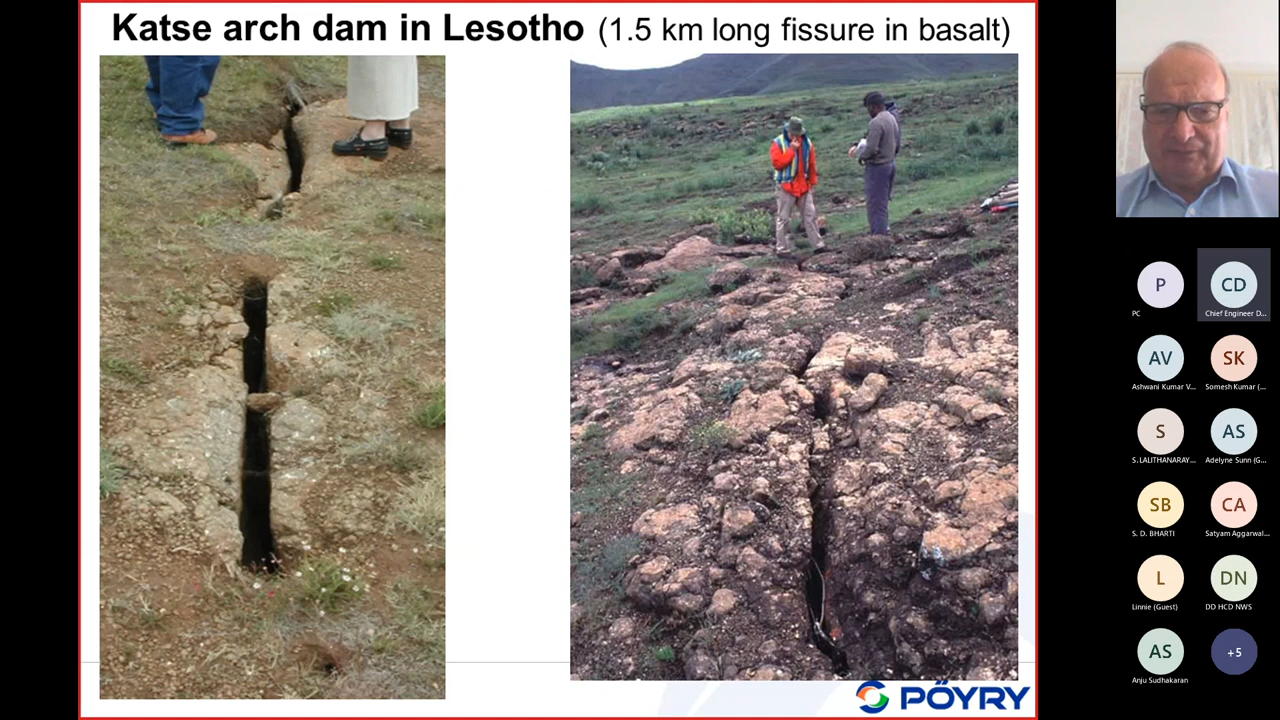 Katse arch dam in Lesotho (1.5 km long fissure in basalt)
PÖYRY
P
PC
CD
Chief Engineer D...
AV
Ashwani Kumar V...
SK
Somesh Kumar (...
S
S. LALITHANARAY...
AS
Adelyne Sunn (G...
SB
S. D. BHARTI
CA
Satyam Aggarwal...
L
Linnie (Guest)
DN
DD HCD NWS
AS
Anju Sudhakaran
+5